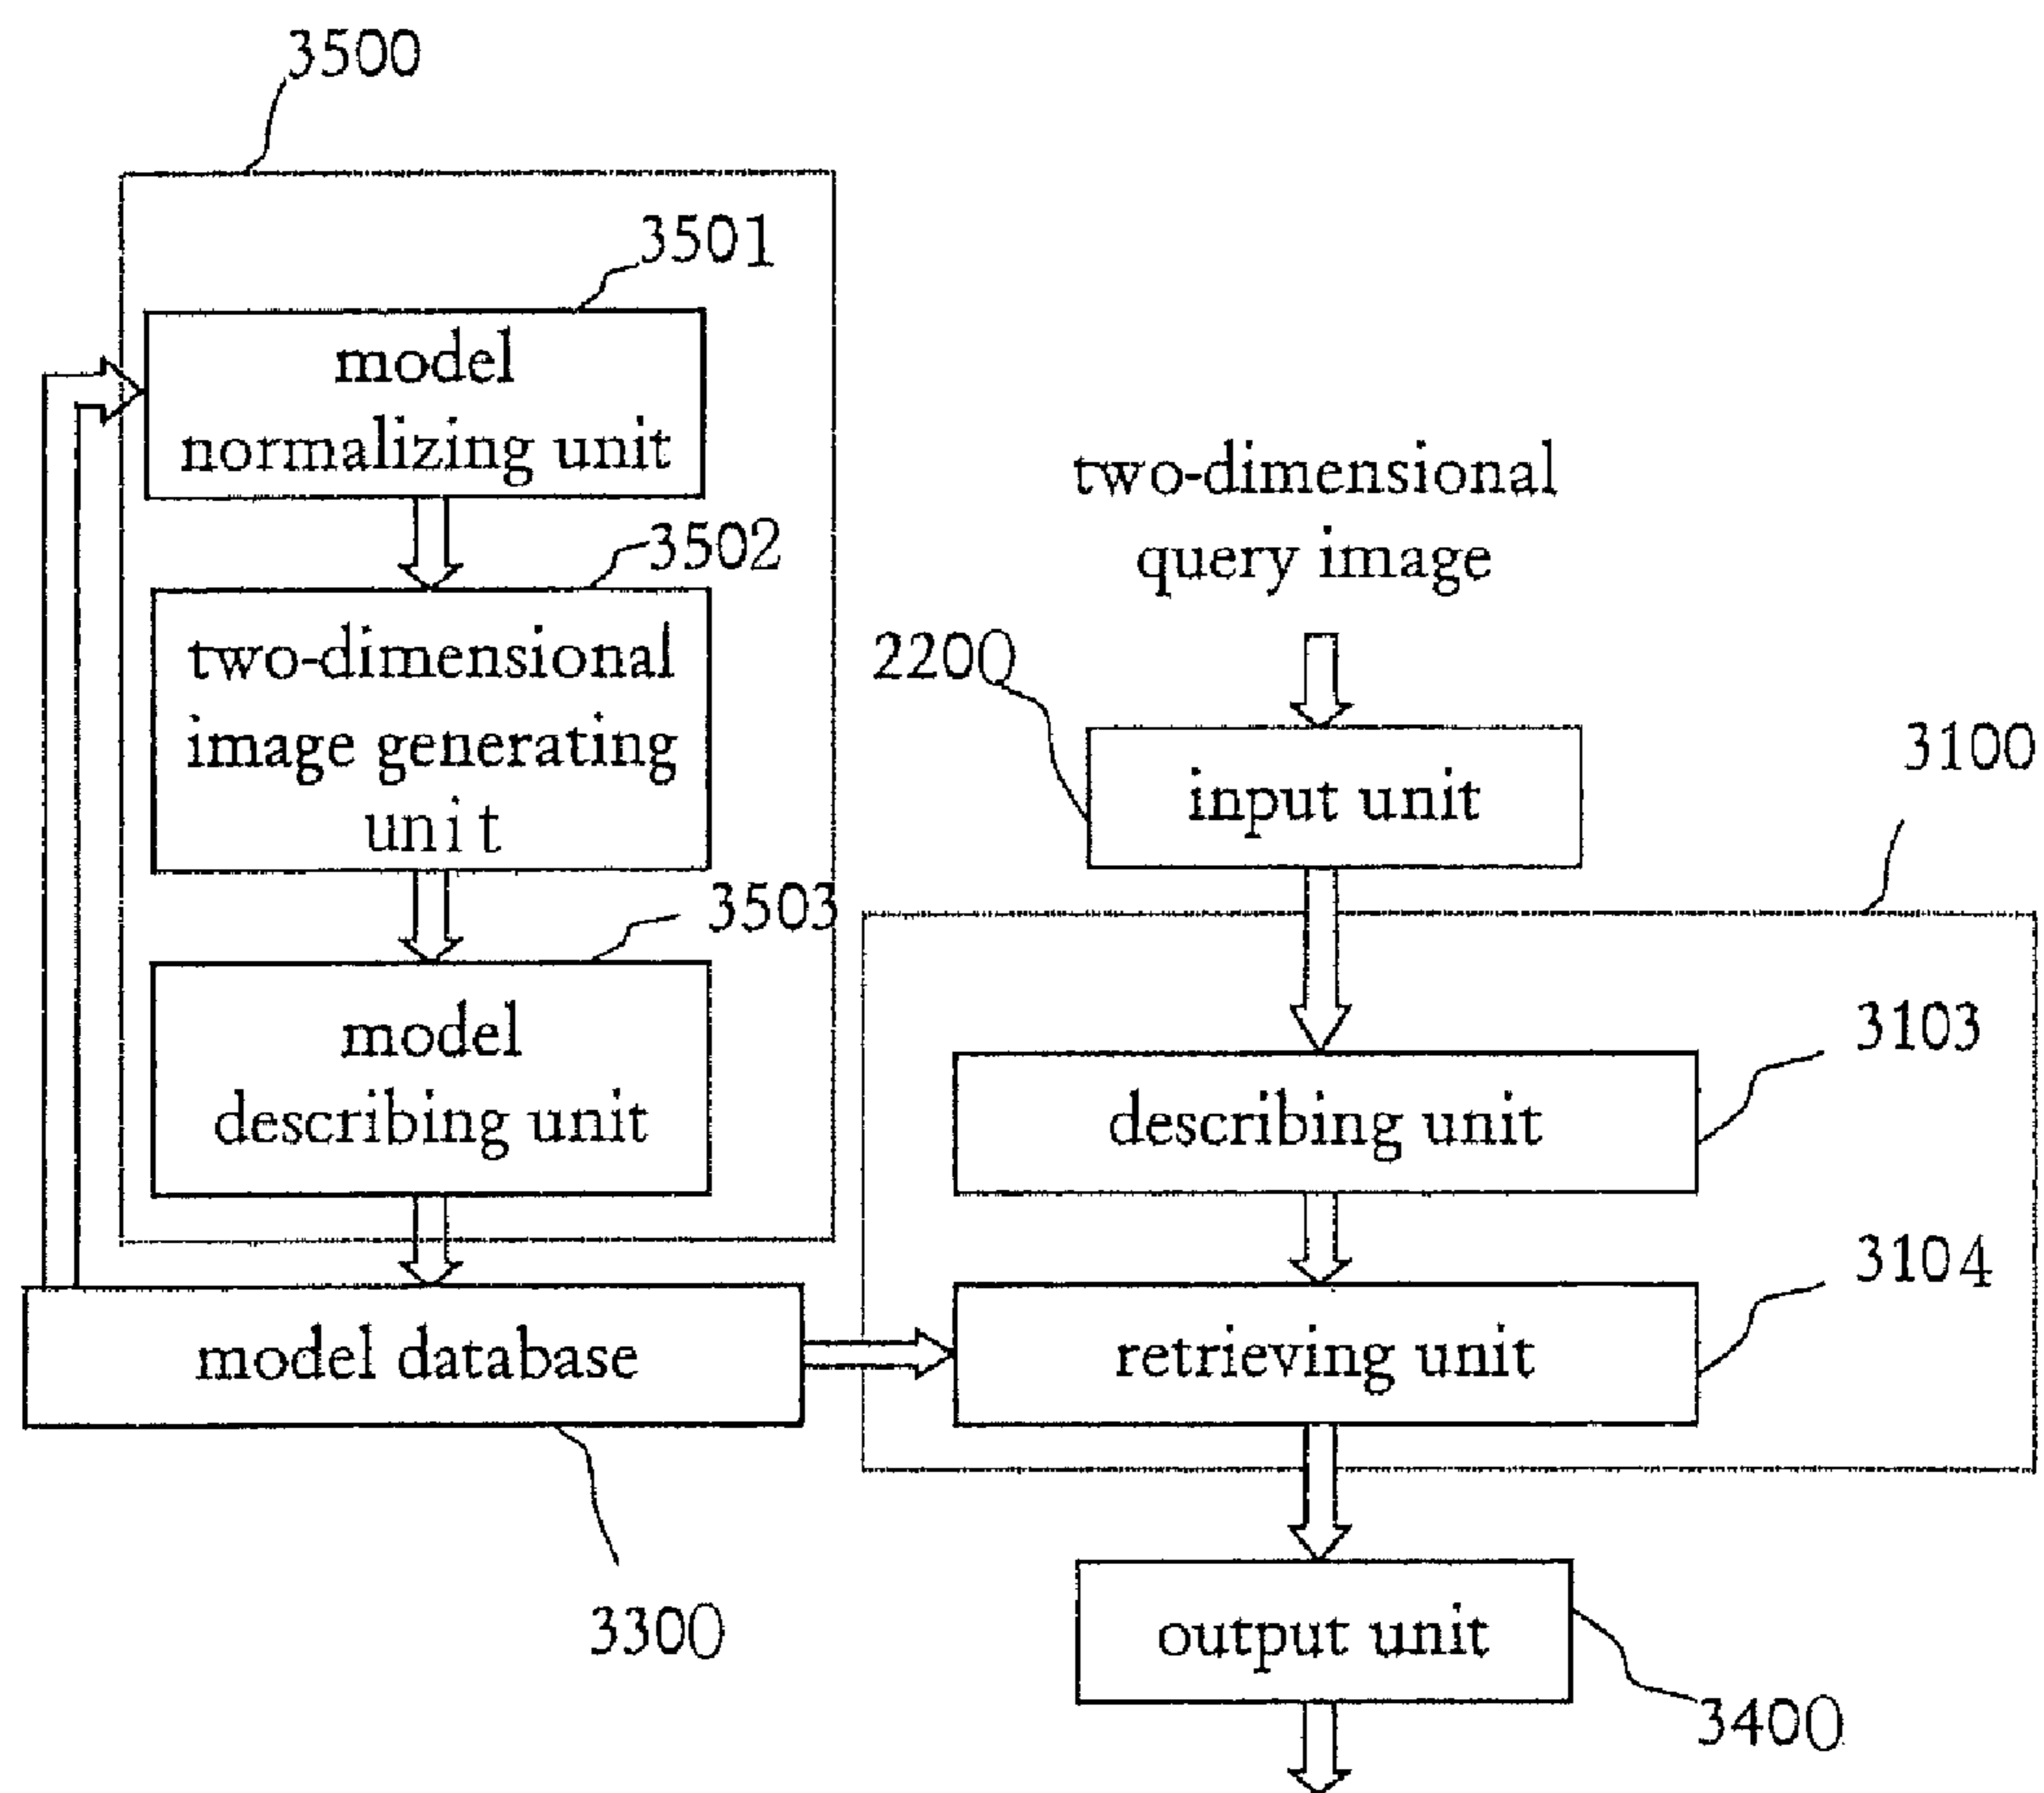 3500
3501
model
normalizing unit
3502
two-dimensional
image generating
unit
3503
model
describing unit
model database
3300
two-dimensional
query image
2200
input unit
3100
3103
describing unit
3104
retrieving unit
output unit
3400